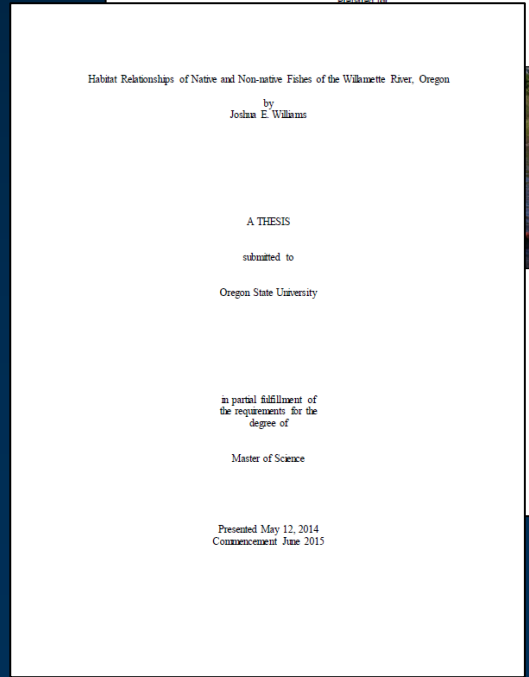 Habitat Relationships of Native and Non-native Fishes of the Willamette River, Oregon
by
Joshua E. Williams
A THESIS
submitted to
Oregon State University
in partial fulfillment of
the requirements for the
degree of
Master of Science
Presented May 12, 2014
Commencement June 2015